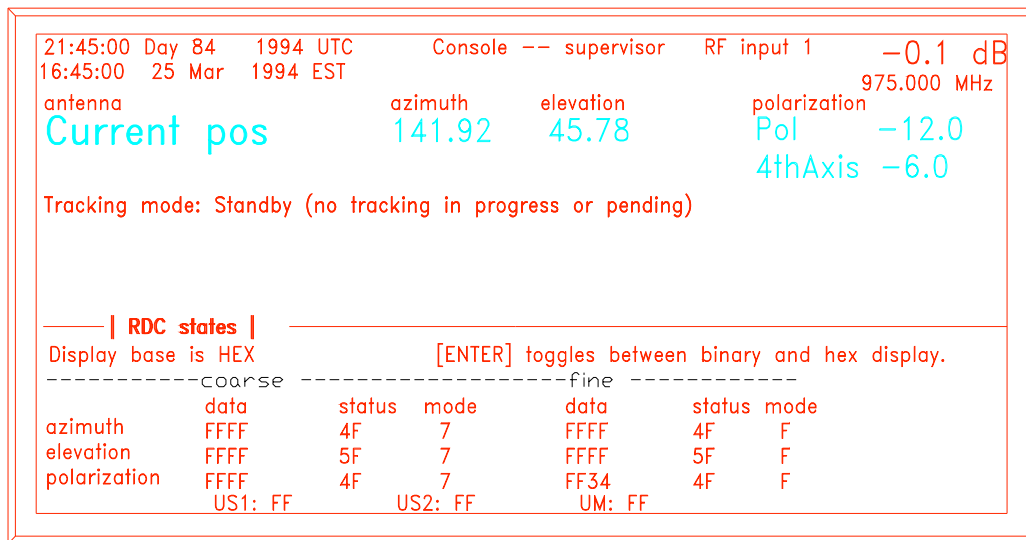 21:45:00 Day 84 1994 UTC Console -- supervisor RF input 1 -0.1 dB
16:45:00 25 Mar 1994 EST
975.000 MHz
antenna azimuth elevation polarization
Current pos 141.92 45.78 Pol -12.0
4thAxis -6.0
Tracking mode: Standby (no tracking in progress or pending)
RDC states
Display base is HEX [ENTER] toggles between binary and hex display.
-----------coarse -------------------fine ------------
data status mode data status mode
azimuth FFFF 4F 7 FFFF 4F F
elevation FFFF 5F 7 FFFF 5F F
polarization FFFF 4F 7 FF34 4F F
US1: FF US2: FF UM: FF